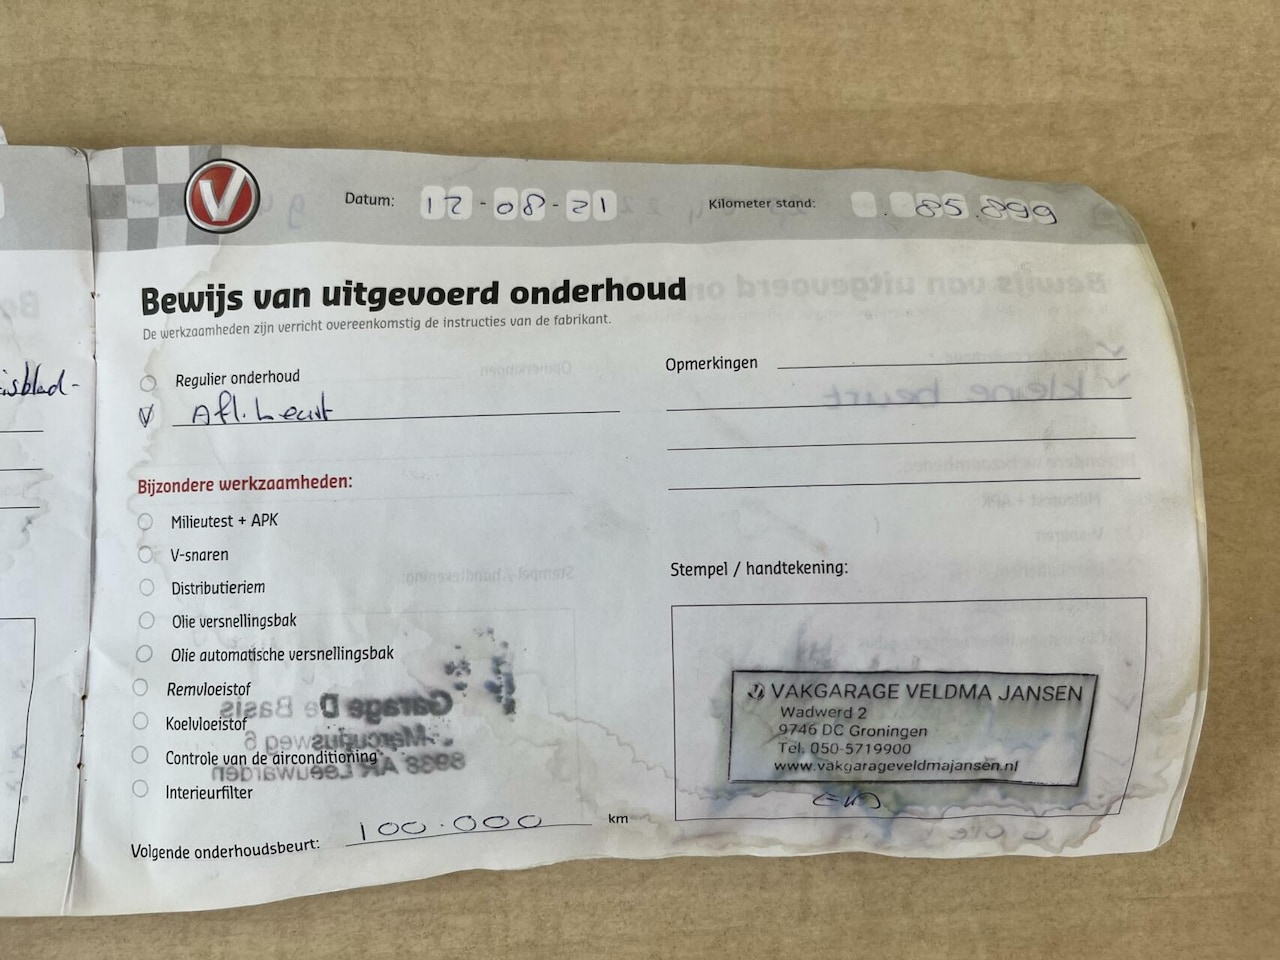 V
Datum: 12-08-21
Kilometer stand: 85.899
Bewijs van uitgevoerd onderhoud
De werkzaamheden zijn verricht overeenkomstig de instructies van de fabrikant.
isblad-
Regulier onderhoud
V Afl. beurt
Opmerkingen
Bijzondere werkzaamheden:
Milieutest + APK
V-snaren
Distributieriem
Olie versnellingsbak
Olie automatische versnellingsbak
Remvloeistof
Koelvloeistof
Controle van de airconditioning
Interieurfilter
Volgende onderhoudsbeurt: 100.000 km
Stempel / handtekening:
VAKGARAGE VELDMA JANSEN
Wadwerd 2
9746 DC Groningen
Tel: 050-5719900
www.vakgarageveldmajansen.nl